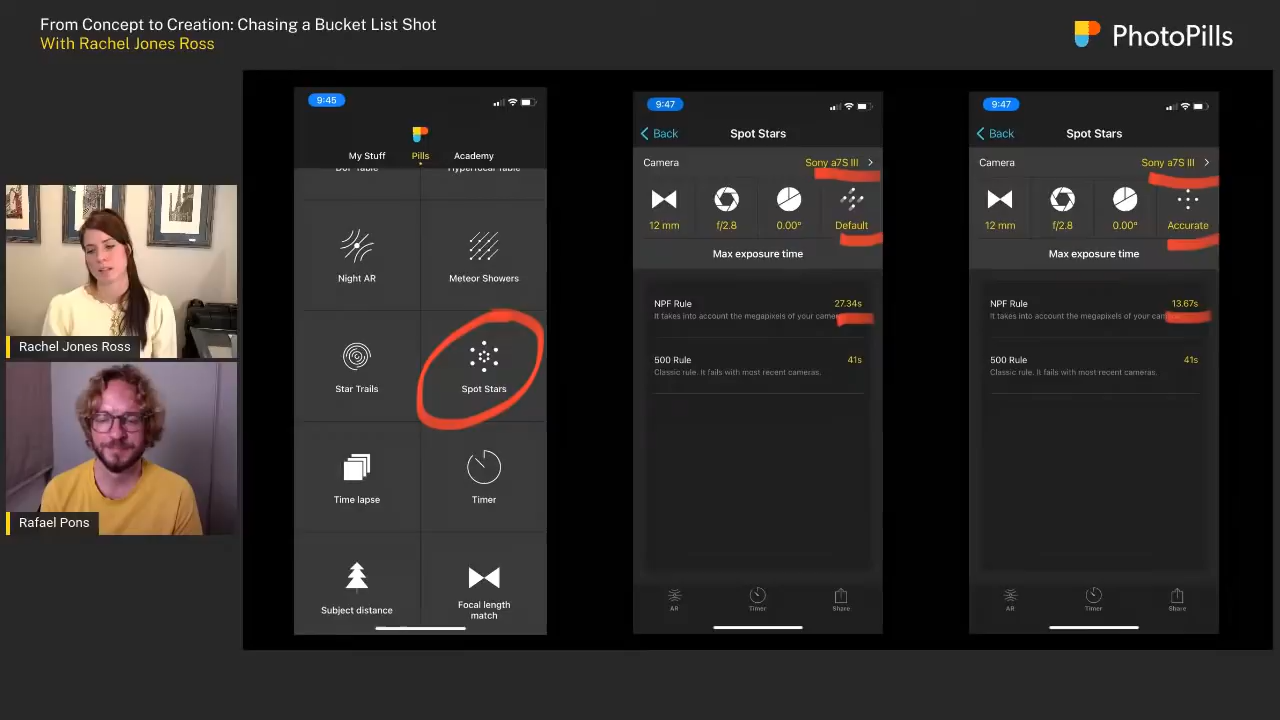 From Concept to Creation: Chasing a Bucket List Shot
With Rachel Jones Ross
PhotoPills
Rachel Jones Ross
Rafael Pons
9:45
My Stuff Pills Academy
DoF Table Hyperfocal Table
Night AR Meteor Showers
Star Trails Spot Stars
Time lapse Timer
Subject distance Focal length
match
9:47
Back Spot Stars
Camera Sony a7S III
12 mm f/2.8 0.00° Default
Max exposure time
NPF Rule 27.34s
It takes into account the megapixels of your
500 Rule 41s
Classic rule. It fails with most recent cameras.
AR Timer Share
9:47
Back Spot Stars
Camera Sony a7S III
12 mm f/2.8 0.00° Accurate
Max exposure time
NPF Rule 13.67s
It takes into account the megapixels of your
500 Rule 41s
Classic rule. It fails with most recent cameras.
AR Timer Share